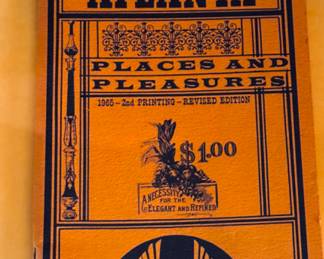 PLACES AND
PLEASURES
1965 - 2nd PRINTING - REVISED EDITION
$1.00
A NECESSITY
FOR THE
ELEGANT AND REFINED